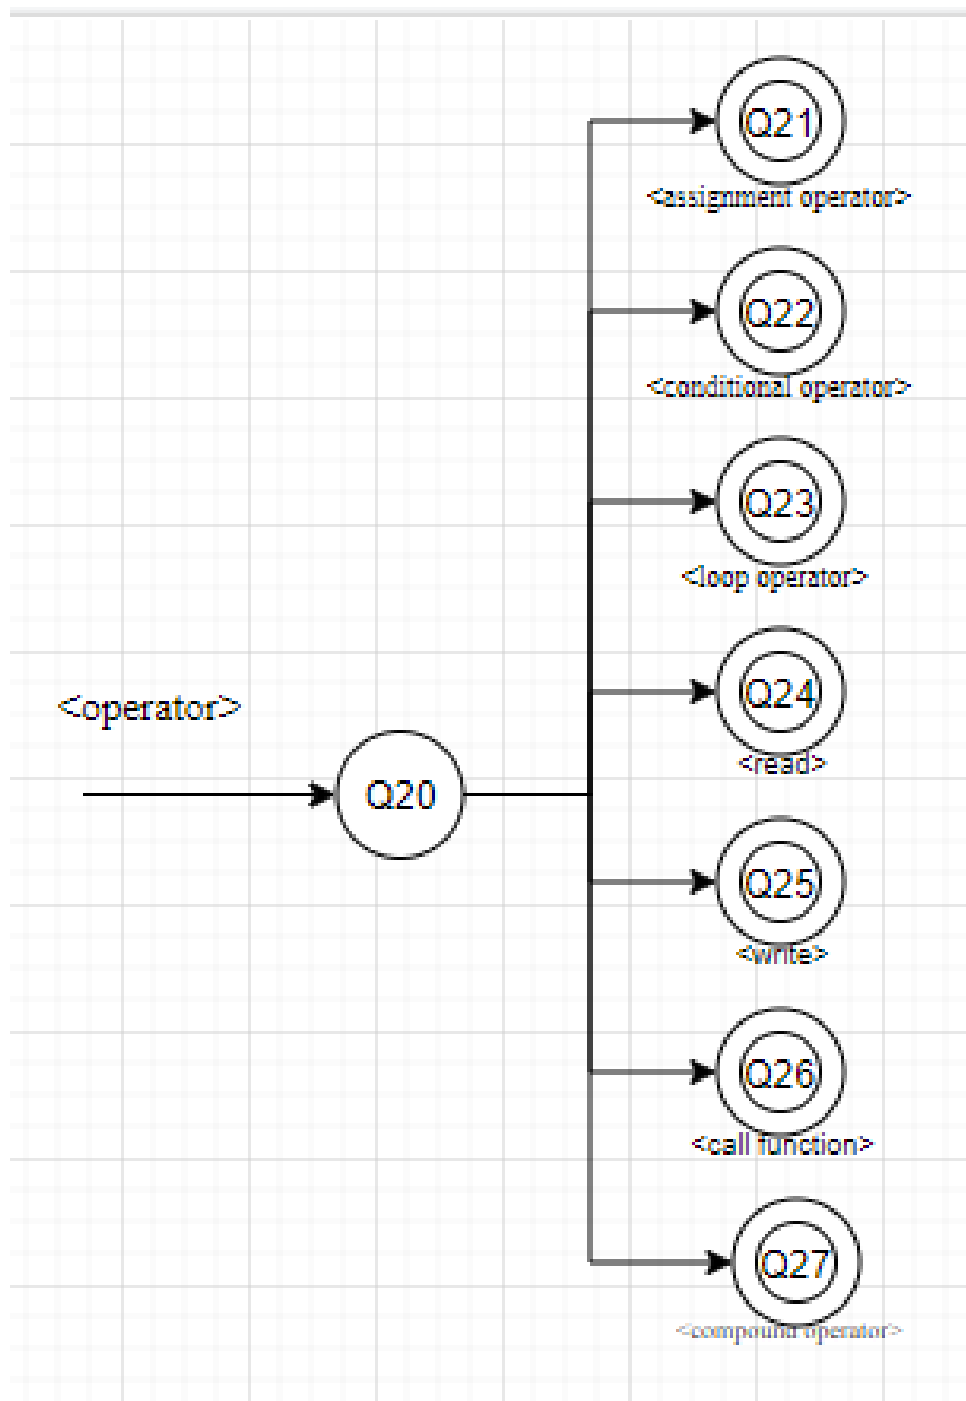 Q21
<assignment operator>
Q22
<conditional operator>
Q23
<loop operator>
Q24
<read>
<operator>
Q20
Q25
<write>
Q26
<call function>
Q27
<compound operator>